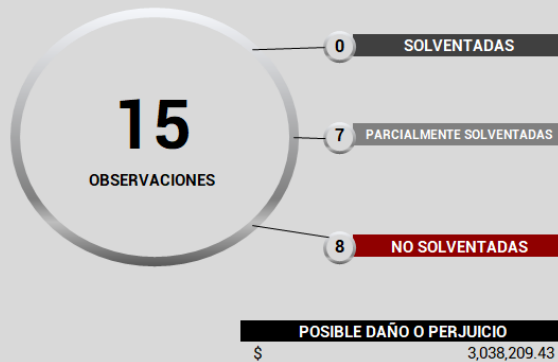 15
OBSERVACIONES
0 SOLVENTADAS
7 PARCIALMENTE SOLVENTADAS
8 NO SOLVENTADAS
POSIBLE DAÑO O PERJUICIO
$ 3,038,209.43